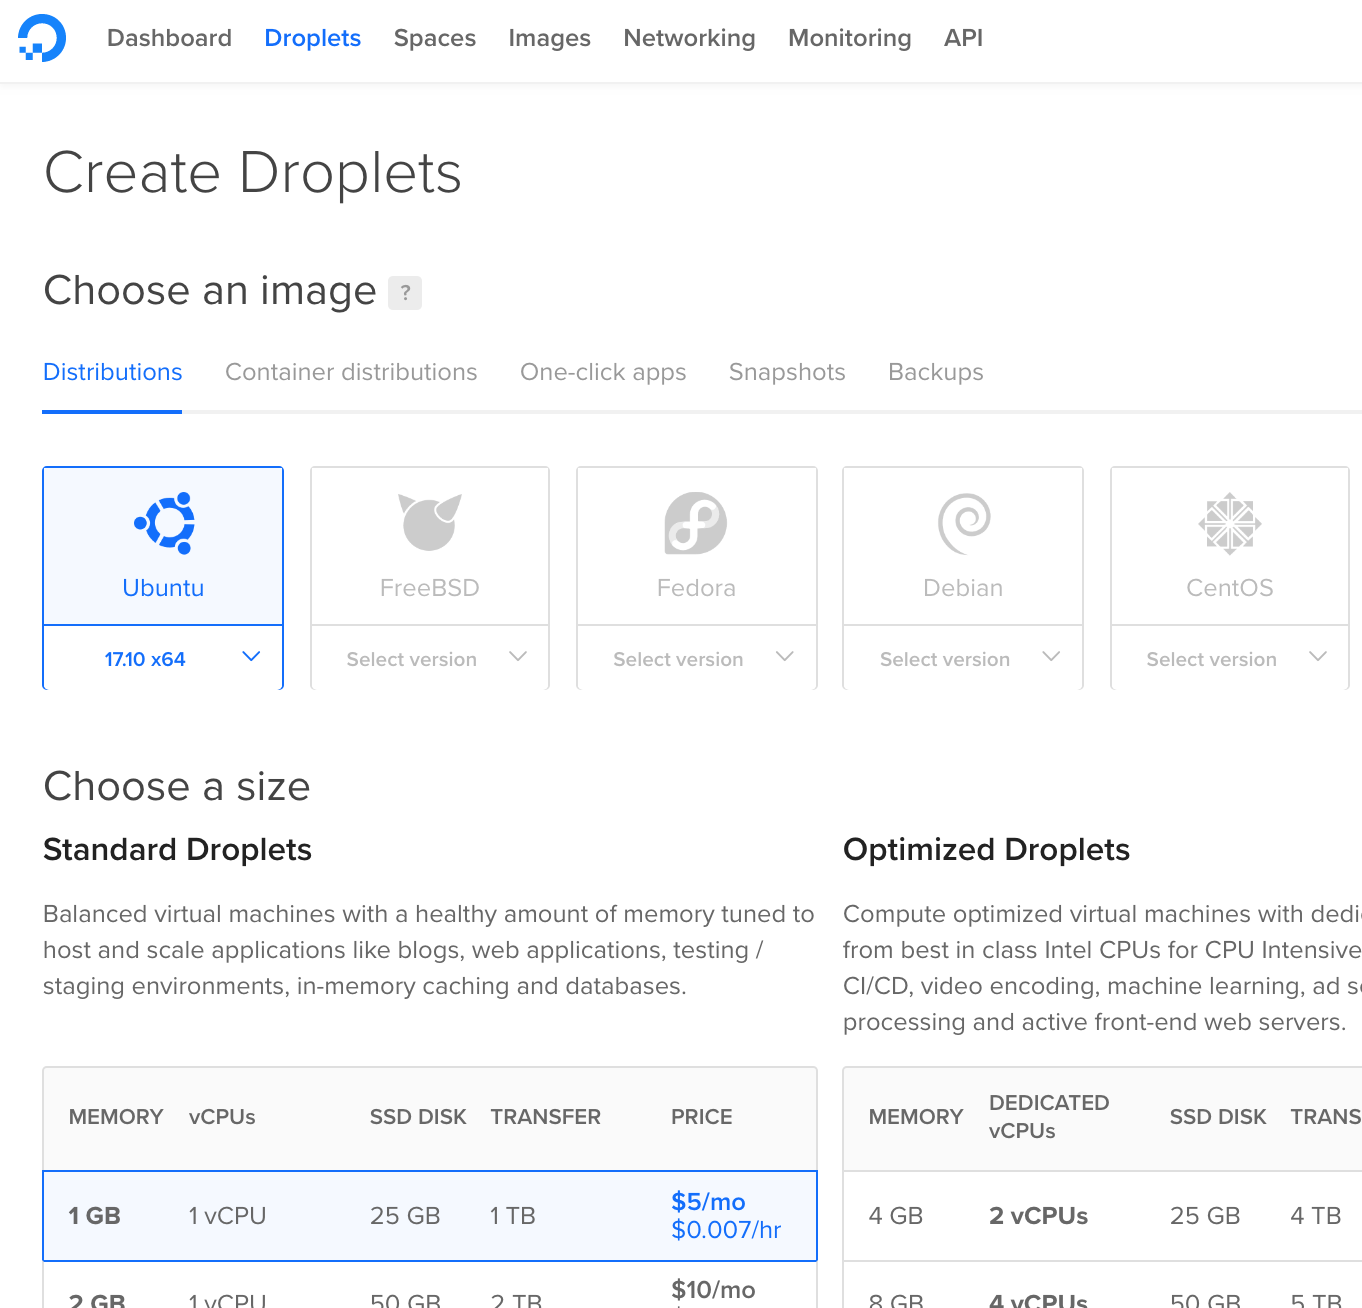 Dashboard Droplets Spaces Images Networking Monitoring API
Create Droplets
Choose an image ?
Distributions Container distributions One-click apps Snapshots Backups
Ubuntu FreeBSD Fedora Debian CentOS
17.10 x64 Select version Select version Select version Select version
Choose a size
Standard Droplets
Balanced virtual machines with a healthy amount of memory tuned to
host and scale applications like blogs, web applications, testing /
staging environments, in-memory caching and databases.
MEMORY vCPUs SSD DISK TRANSFER PRICE
1 GB 1 vCPU 25 GB 1 TB $5/mo
$0.007/hr
2 GB 1 vCPU 50 GB 2 TB $10/mo
Optimized Droplets
Compute optimized virtual machines with
from best in class Intel CPUs for CPU Intensive
CI/CD, video encoding, machine learning, ad
processing and active front-end web servers.
MEMORY DEDICATED vCPUs SSD DISK
4 GB 2 vCPUs 25 GB 4 TB
8 GB 4 vCPUs 50 GB 5 TB